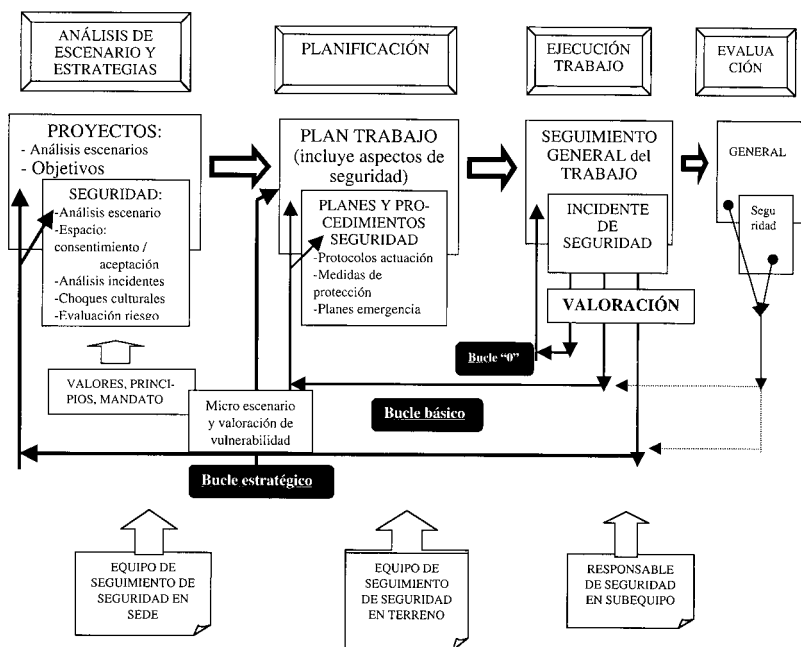 ANÁLISIS DE
ESCENARIO Y
ESTRATEGIAS
PLANIFICACIÓN
EJECUCIÓN
TRABAJO
EVALUA
CIÓN
PROYECTOS:
- Análisis escenarios
- Objetivos
SEGURIDAD:
-Análisis escenario
-Espacio:
consentimiento /
aceptación
-Análisis incidentes
-Choques culturales
-Evaluación riesgo
PLAN TRABAJO
(incluye aspectos de
seguridad)
PLANES Y PRO-
CEDIMIENTOS
SEGURIDAD
-Protocolos actuación
-Medidas de
protección
-Planes emergencia
SEGUIMIENTO
GENERAL del
TRABAJO
INCIDENTE
DE
SEGURIDAD
VALORACIÓN
GENERAL
Segu
ridad
Bucle "0"
VALORES, PRINCI-
PIOS, MANDATO
Micro escenario
y valoración de
vulnerabilidad
Bucle básico
Bucle estratégico
EQUIPO DE
SEGUIMIENTO DE
SEGURIDAD EN
SEDE
EQUIPO DE
SEGUIMIENTO
DE SEGURIDAD
EN TERRENO
RESPONSABLE
DE SEGURIDAD
EN SUBEQUIPO